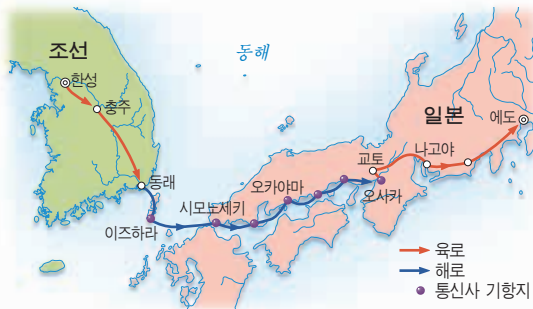 조선
한성
충주
동래
동해
일본
에도
나고야
교토
오사카
오카야마
시모노세키
이즈하라
육로
해로
통신사 기항지